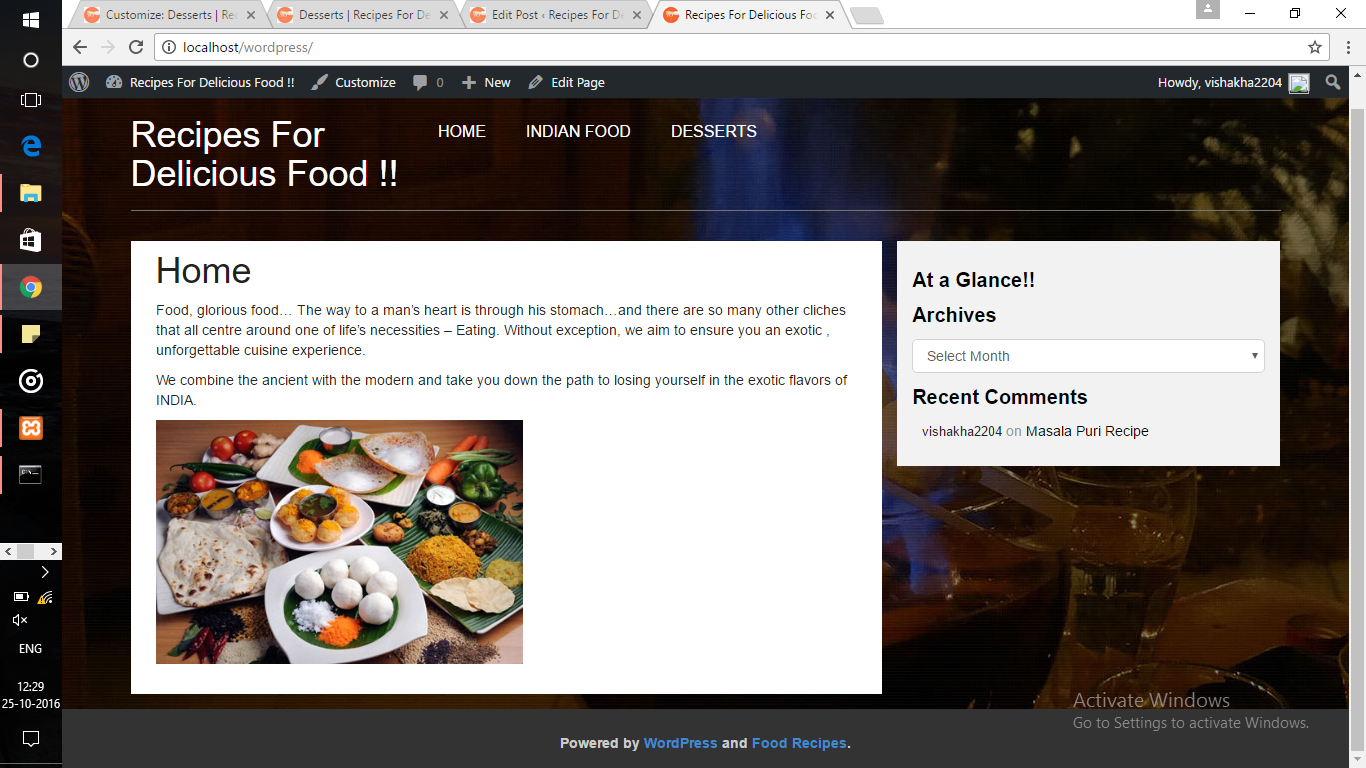 Customize: Desserts | Re
Desserts | Recipes For De
Edit Post ‹ Recipes For De
Recipes For Delicious Foo
localhost/wordpress/
Recipes For Delicious Food !!
Customize
0
New
Edit Page
Howdy, vishakha2204
Recipes For
Delicious Food !!
HOME
INDIAN FOOD
DESSERTS
Home
Food, glorious food… The way to a man’s heart is through his stomach…and there are so many other cliches
that all centre around one of life’s necessities – Eating. Without exception, we aim to ensure you an exotic ,
unforgettable cuisine experience.
We combine the ancient with the modern and take you down the path to losing yourself in the exotic flavors of
INDIA.
At a Glance!!
Archives
Select Month
Recent Comments
vishakha2204 on Masala Puri Recipe
Activate Windows
Go to Settings to activate Windows.
Powered by WordPress and Food Recipes.
ENG
12:29
25-10-2016